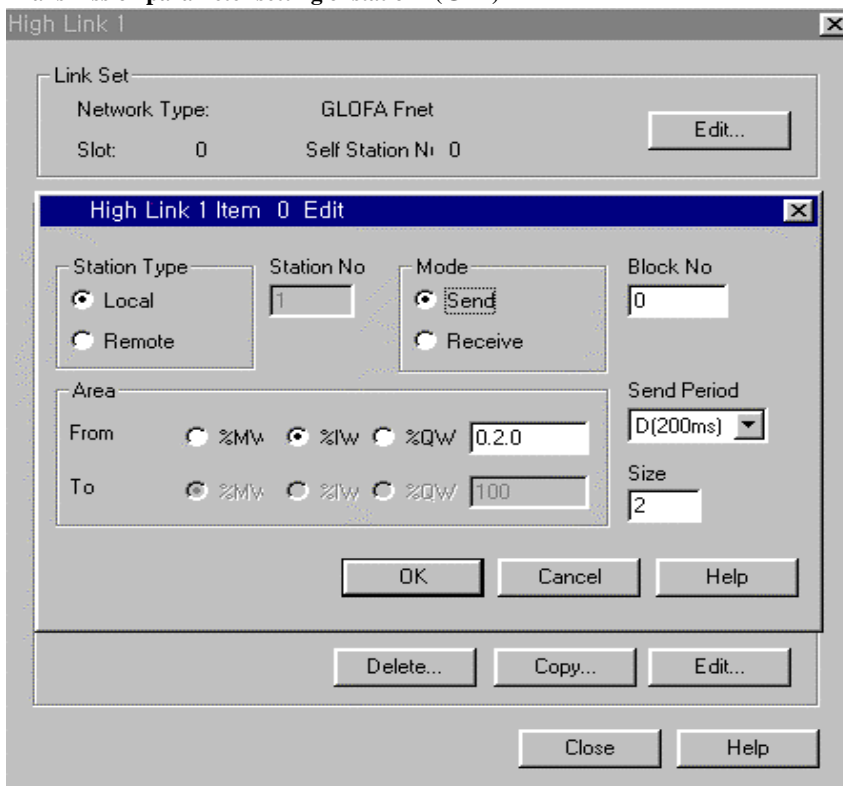 High Link 1
Link Set
Network Type: GLOFA Fnet
Edit...
Slot: 0 Self Station N 0
High Link 1 Item 0 Edit
Station Type
Station No
Mode
Block No
Local
1
Send
0
Remote
Receive
Area
Send Period
From %MW %IW %QW 0.2.0
D(200ms)
To %MW %IW %QW 100
Size
2
OK Cancel Help
Delete... Copy... Edit...
Close Help